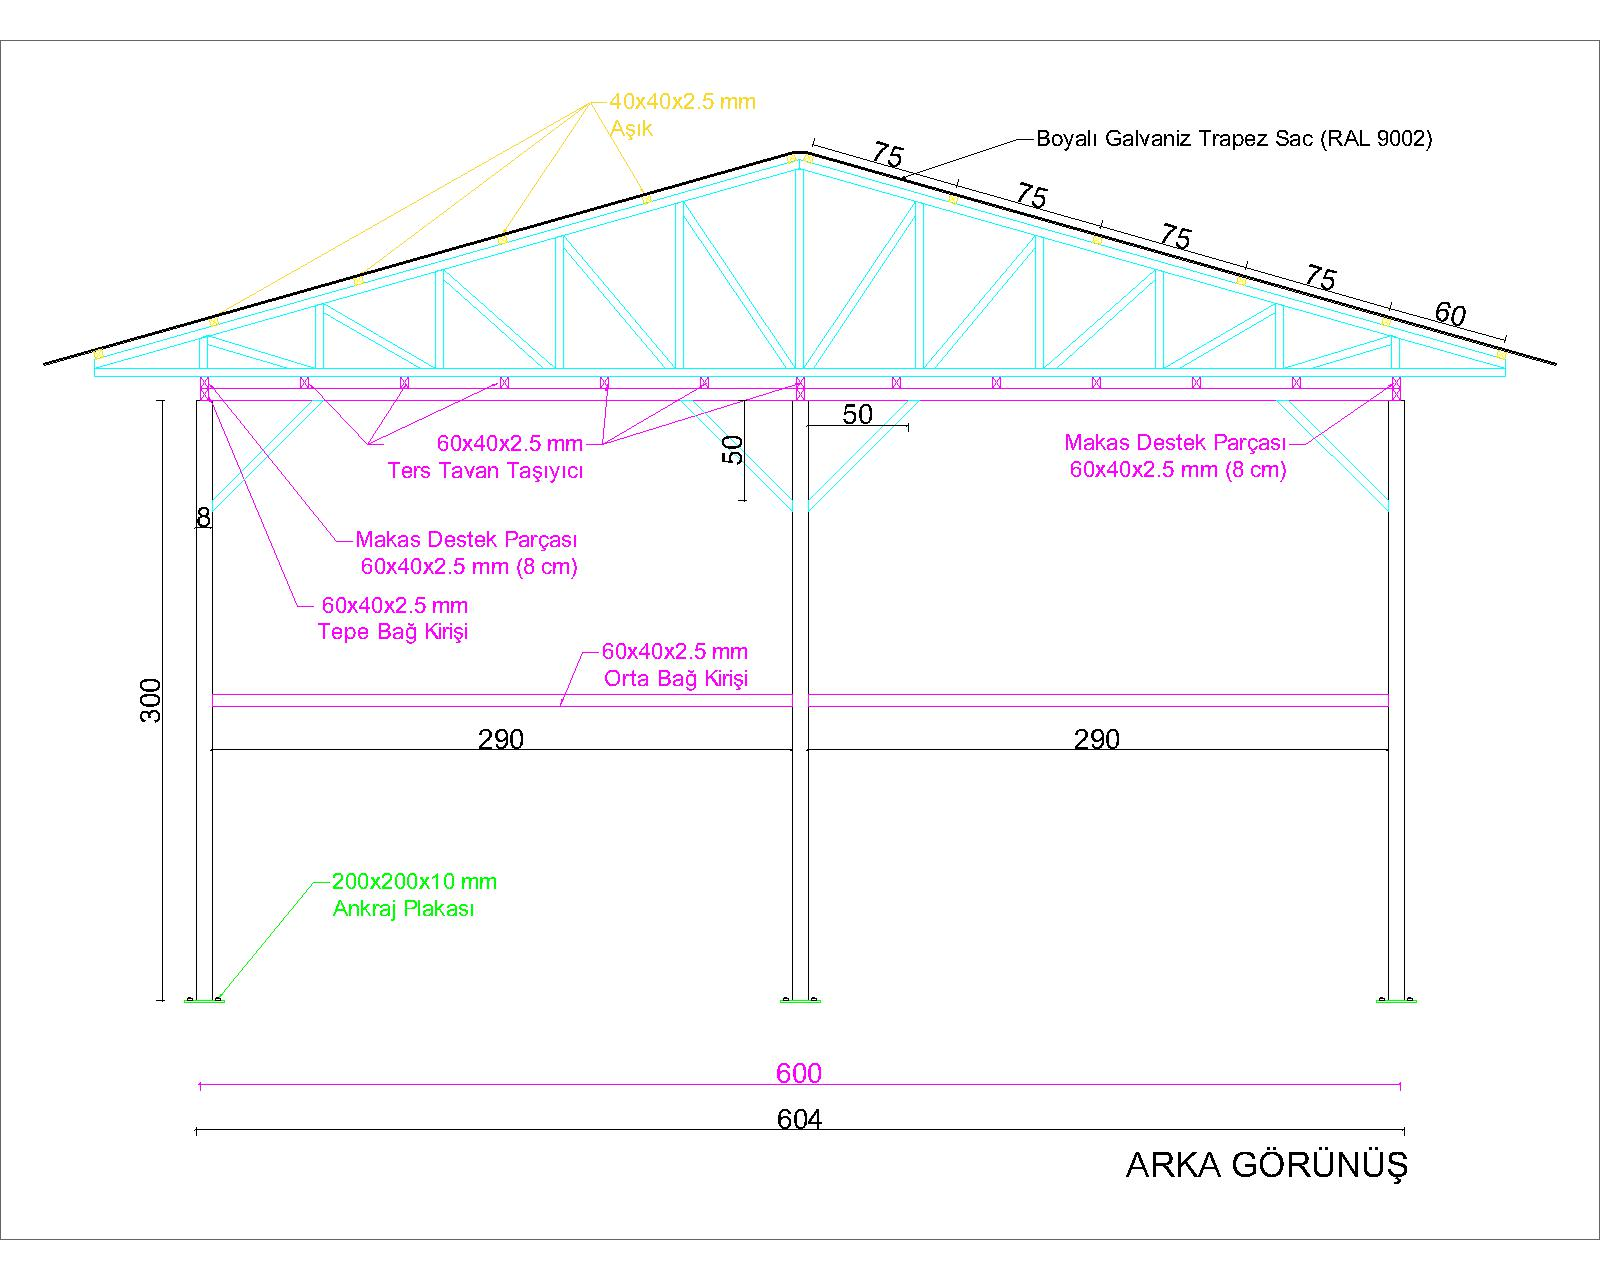 40x40x2.5 mm
Aşık
Boyalı Galvaniz Trapez Sac (RAL 9002)
75
75
75
75
60
50
50
60x40x2.5 mm
Ters Tavan Taşıyıcı
Makas Destek Parçası
60x40x2.5 mm (8 cm)
8
Makas Destek Parçası
60x40x2.5 mm (8 cm)
60x40x2.5 mm
Tepe Bağ Kirişi
60x40x2.5 mm
Orta Bağ Kirişi
300
290
290
200x200x10 mm
Ankraj Plakası
600
604
ARKA GÖRÜNÜŞ